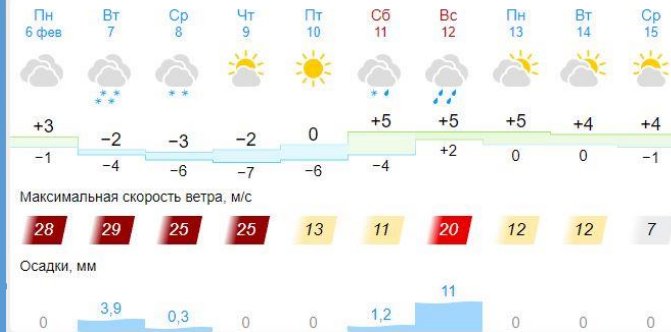 Пн Вт Ср Чт Пт Сб Вс Пн Вт Ср
6 фев 7 8 9 10 11 12 13 14 15
+3 −2 −3 −2 0 +5 +5 +5 +4 +4
−1 −4 −6 −7 −6 −4 +2 0 0 −1
Максимальная скорость ветра, м/с
28 29 25 25 13 11 20 12 12 7
Осадки, мм
0 3,9 0,3 0 0 1,2 11 0 0 0